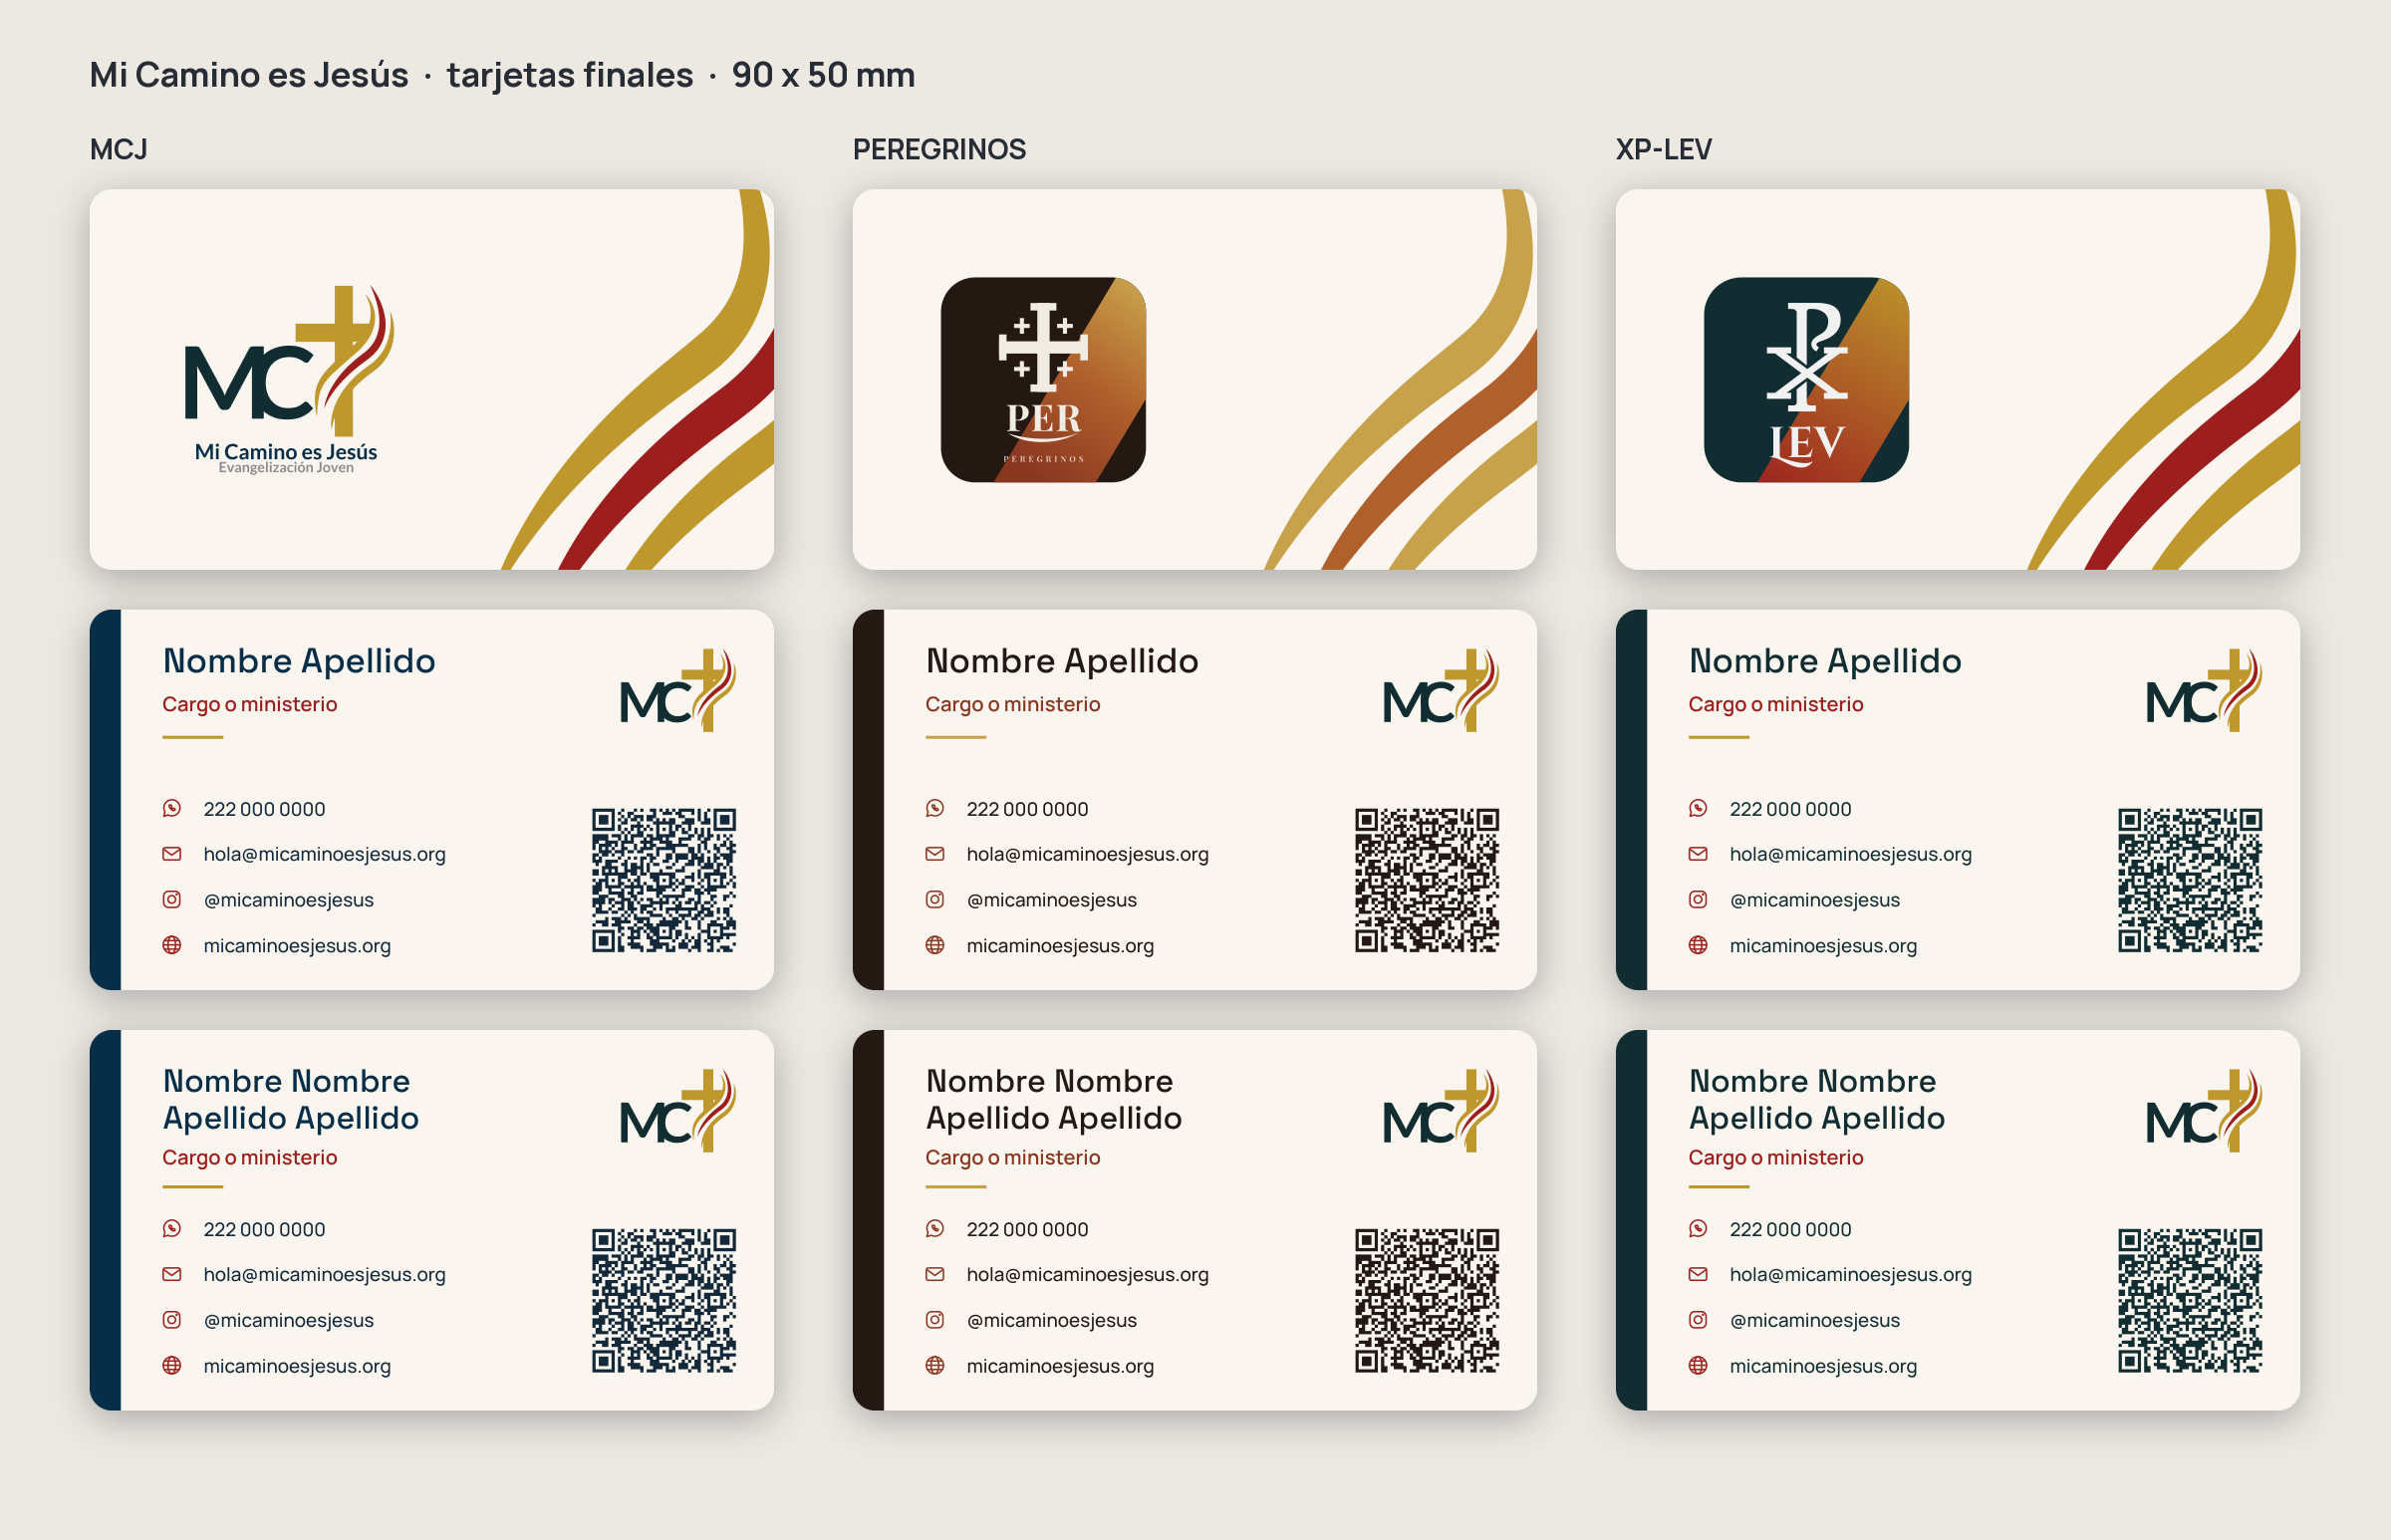 Mi Camino es Jesús · tarjetas finales · 90 x 50 mm
MCJ
PEREGRINOS
XP-LEV
MC
Mi Camino es Jesús
Evangelización Joven
PER
PEREGRINOS
LEV
Nombre Apellido
Cargo o ministerio
MC
222 000 0000
hola@micaminoesjesus.org
@micaminoesjesus
micaminoesjesus.org
Nombre Apellido
Cargo o ministerio
MC
222 000 0000
hola@micaminoesjesus.org
@micaminoesjesus
micaminoesjesus.org
Nombre Apellido
Cargo o ministerio
MC
222 000 0000
hola@micaminoesjesus.org
@micaminoesjesus
micaminoesjesus.org
Nombre Nombre
Apellido Apellido
Cargo o ministerio
MC
222 000 0000
hola@micaminoesjesus.org
@micaminoesjesus
micaminoesjesus.org
Nombre Nombre
Apellido Apellido
Cargo o ministerio
MC
222 000 0000
hola@micaminoesjesus.org
@micaminoesjesus
micaminoesjesus.org
Nombre Nombre
Apellido Apellido
Cargo o ministerio
MC
222 000 0000
hola@micaminoesjesus.org
@micaminoesjesus
micaminoesjesus.org